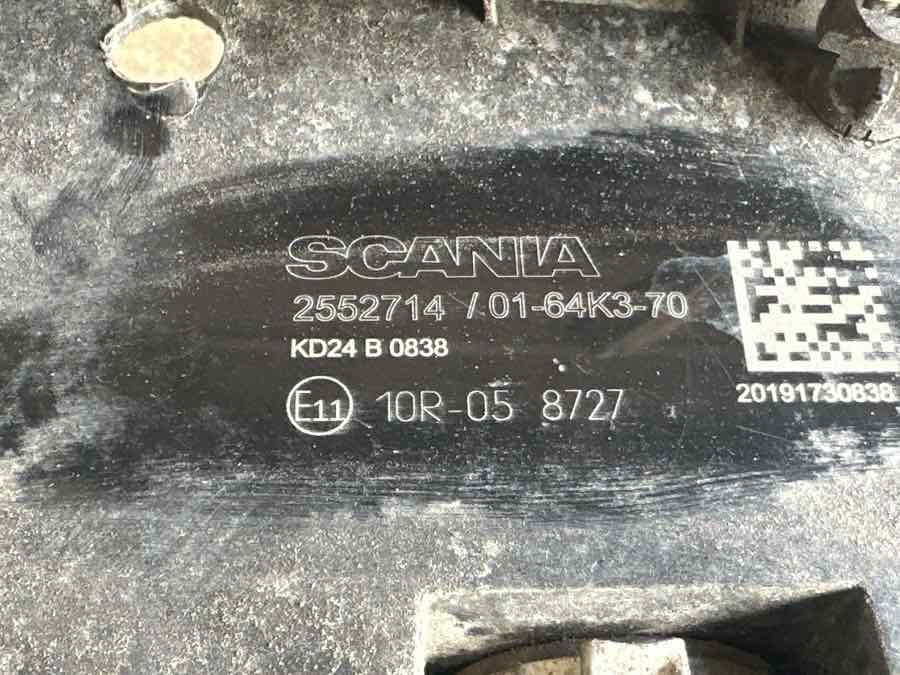 SCANIA
2552714 / 01-64K3-70
KD24 B 0838
E11 10R-05 8727
20191730838